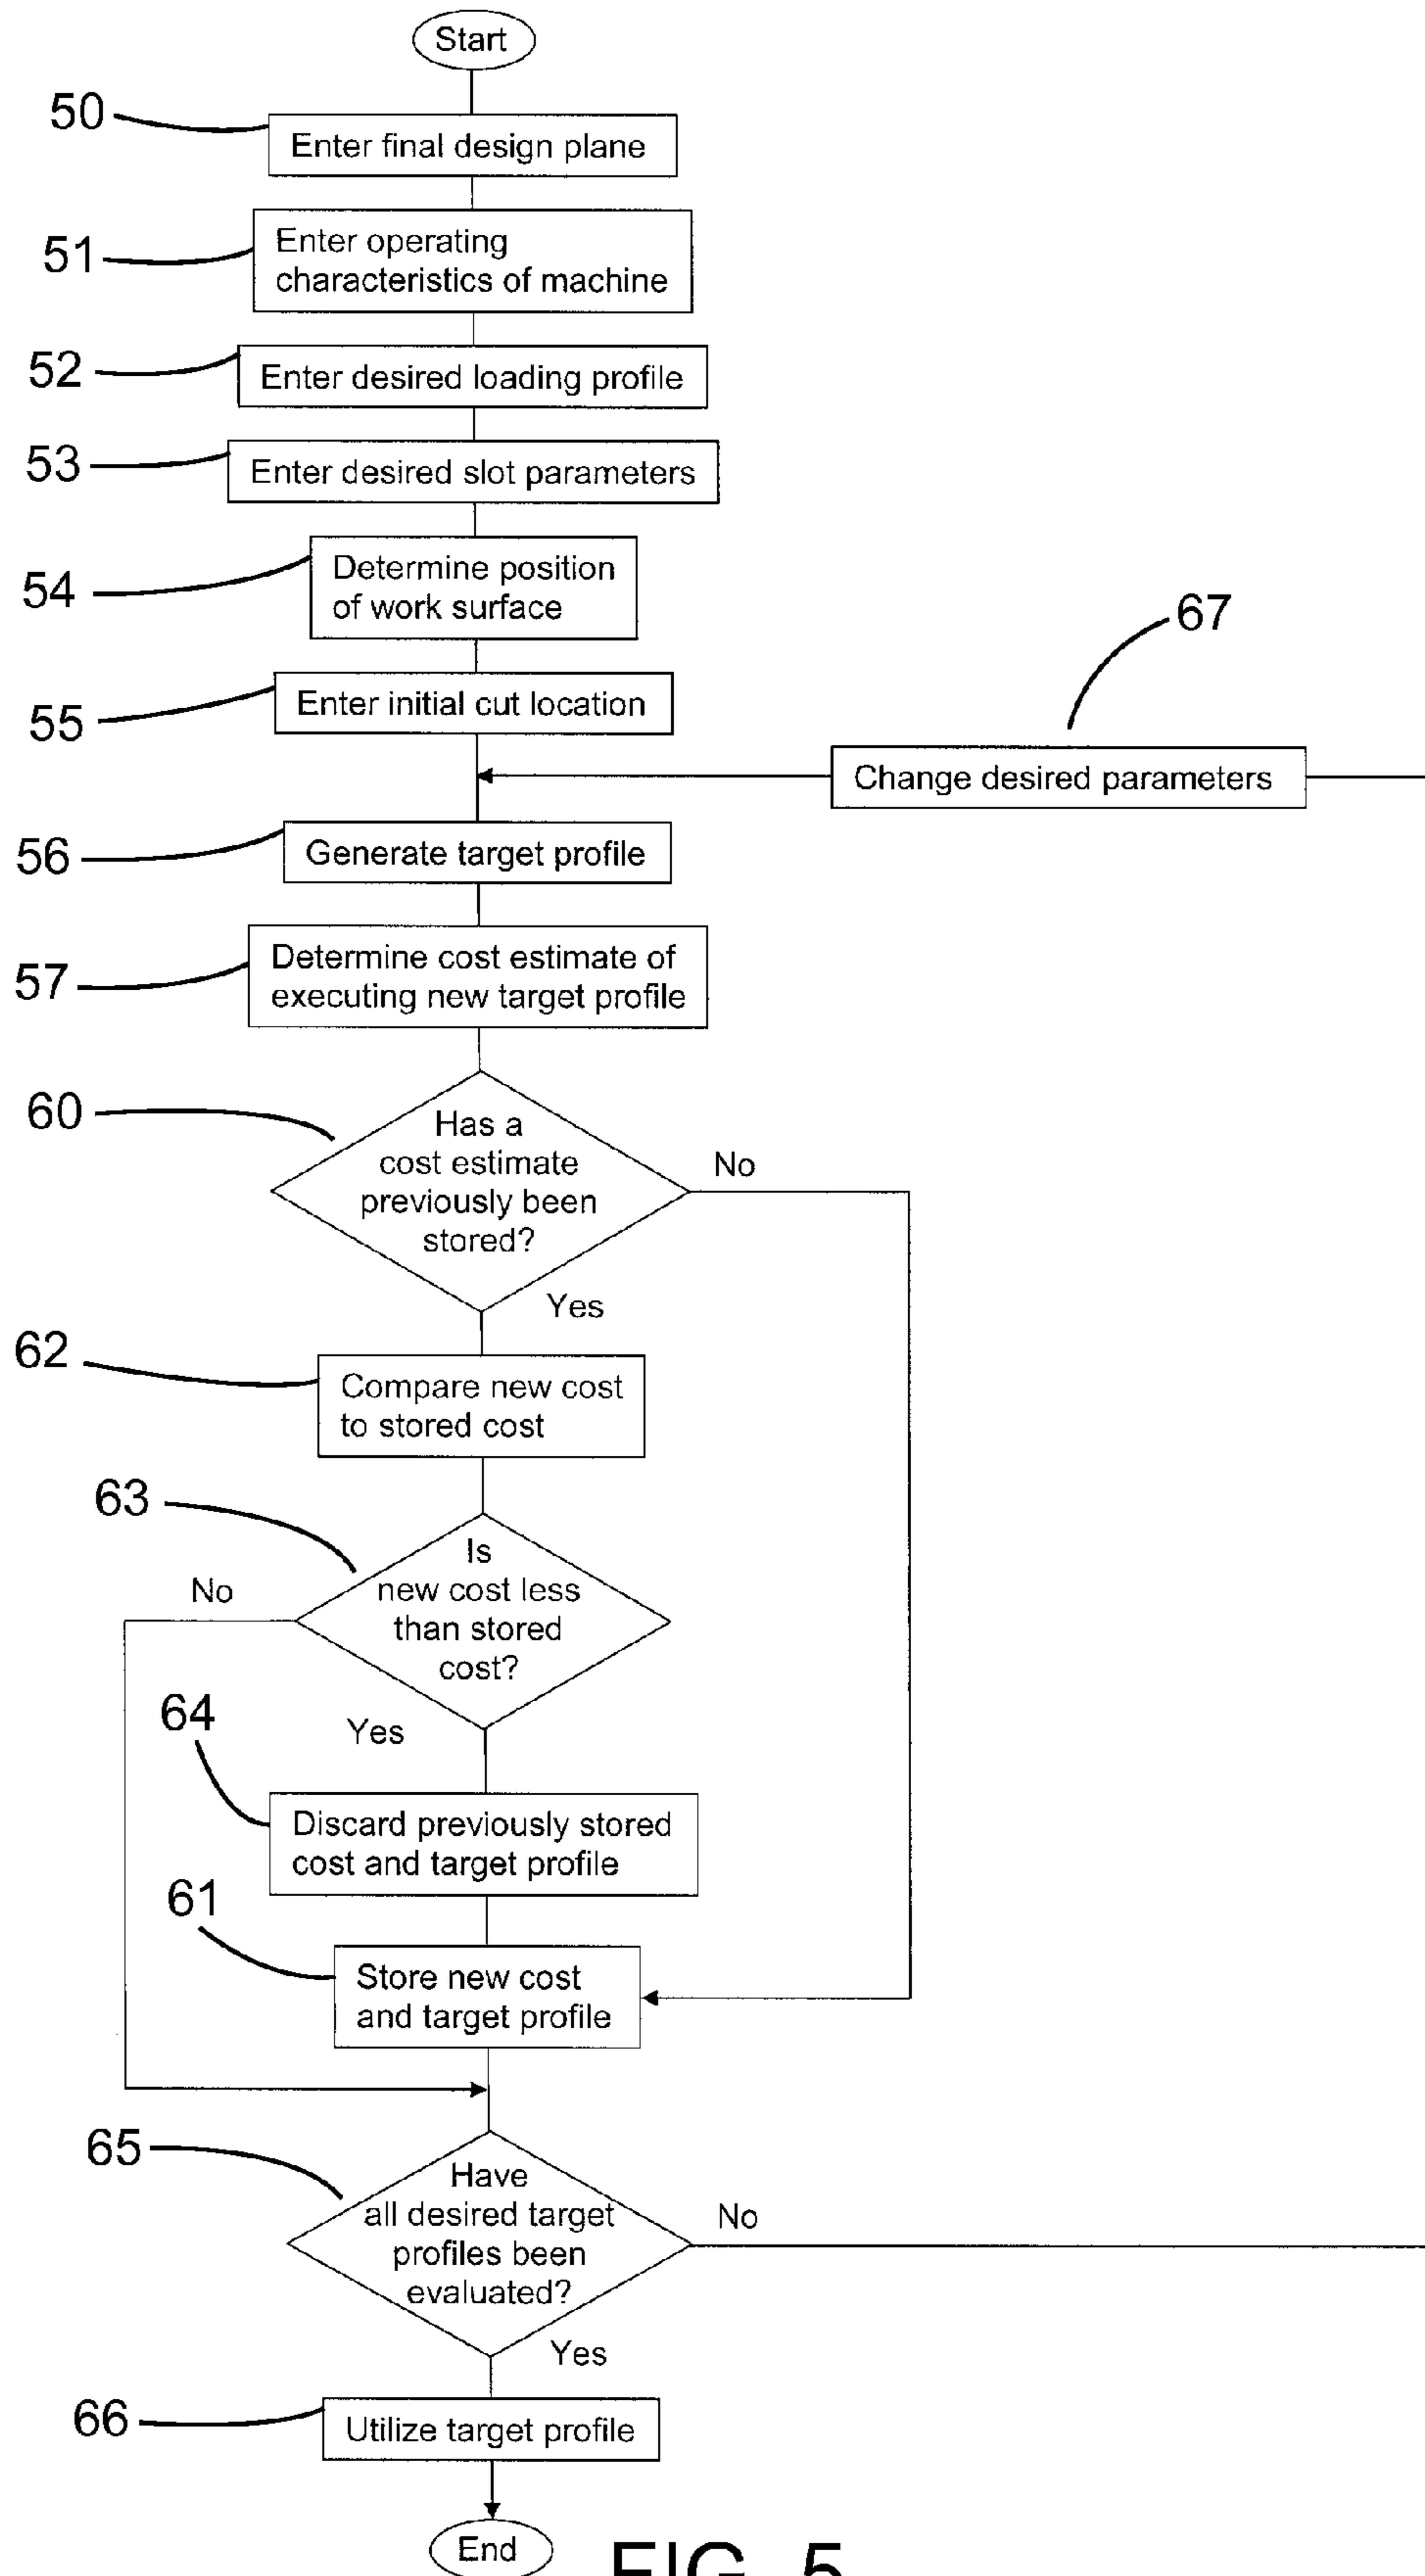 Start
50
Enter final design plane
51
Enter operating
characteristics of machine
52
Enter desired loading profile
53
Enter desired slot parameters
54
Determine position
of work surface
55
Enter initial cut location
67
Change desired parameters
56
Generate target profile
57
Determine cost estimate of
executing new target profile
60
Has a
cost estimate
previously been
stored?
No
Yes
62
Compare new cost
to stored cost
63
Is
new cost less
than stored
cost?
No
Yes
64
Discard previously stored
cost and target profile
61
Store new cost
and target profile
65
Have
all desired target
profiles been
evaluated?
No
Yes
66
Utilize target profile
End
FIG. 5